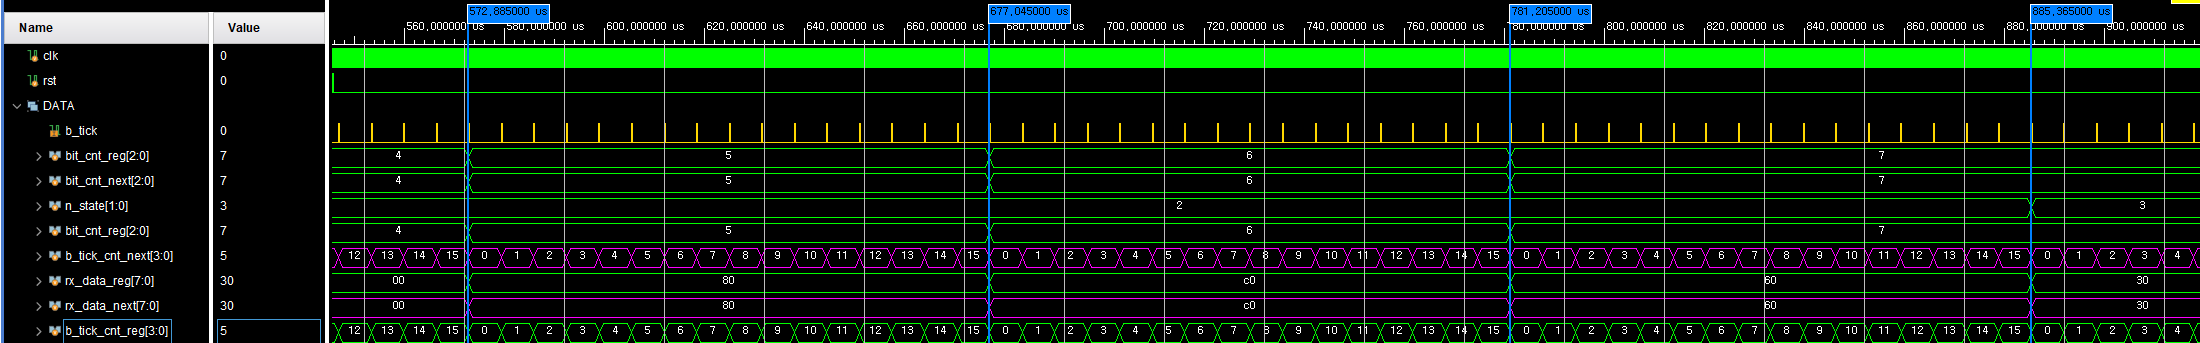 572,885000 us 677,045000 us 781,205000 us 885,365000 us
Name Value 560,000000 us 580,000000 us 600,000000 us 620,000000 us 640,000000 us 660,000000 us 680,000000 us 700,000000 us 720,000000 us 740,000000 us 760,000000 us 800,000000 us 820,000000 us 840,000000 us 860,000000 us 900,000000 us
clk 0
rst 0
DATA
b_tick 0
bit_cnt_reg[2:0] 7 4 5 6 7
bit_cnt_next[2:0] 7 4 5 6 7
n_state[1:0] 3 2 3
bit_cnt_reg[2:0] 7 4 5 6 7
b_tick_cnt_next[3:0] 5 12 13 14 15 0 1 2 3 4 5 6 7 8 9 10 11 12 13 14 15 0 1 2 3 4 5 6 7 8 9 10 11 12 13 14 15 0 1 2 3 4 5 6 7 8 9 10 11 12 13 14 15 0 1 2 3 4
rx_data_reg[7:0] 30 00 80 c0 60 30
rx_data_next[7:0] 30 00 80 c0 60 30
b_tick_cnt_reg[3:0] 5 12 13 14 15 0 1 2 3 4 5 6 7 8 9 10 11 12 13 14 15 0 1 2 3 4 5 6 7 8 9 10 11 12 13 14 15 0 1 2 3 4 5 6 7 8 9 10 11 12 13 14 15 0 1 2 3 4